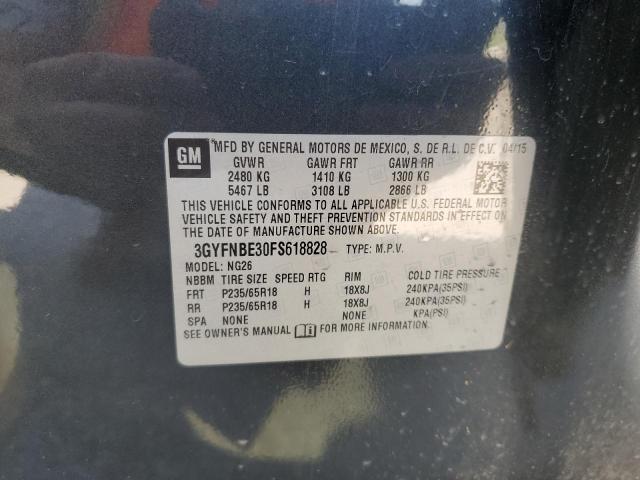 GM
MFD BY GENERAL MOTORS DE MEXICO, S. DE R.L. DE C.V. 04/15
GVWR GAWR FRT GAWR RR
2480 KG 1410 KG 1300 KG
5467 LB 3108 LB 2866 LB
THIS VEHICLE CONFORMS TO ALL APPLICABLE U.S. FEDERAL MOTOR
VEHICLE SAFETY AND THEFT PREVENTION STANDARDS IN EFFECT ON
THE DATE OF MANUFACTURE SHOWN ABOVE.
3GYFNBE30FS618828 TYPE: M.P.V.
MODEL: NG26
NBBM TIRE SIZE SPEED RTG RIM COLD TIRE PRESSURE
FRT P235/65R18 H 18X8J 240KPA(35PSI)
RR P235/65R18 H 18X8J 240KPA(35PSI)
SPA NONE NONE KPA(PSI)
SEE OWNER'S MANUAL FOR MORE INFORMATION.